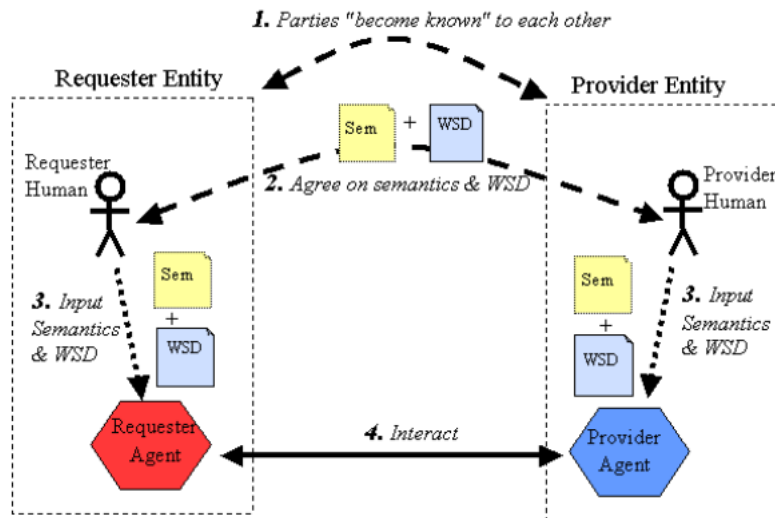 1. Parties "become known" to each other
Requester Entity
Provider Entity
Sem
+
WSD
Requester
Human
2. Agree on semantics & WSD
Provider
Human
3. Input
Semantics
& WSD
Sem
+
WSD
Sem
+
WSD
3. Input
Semantics
& WSD
Requester
Agent
4. Interact
Provider
Agent